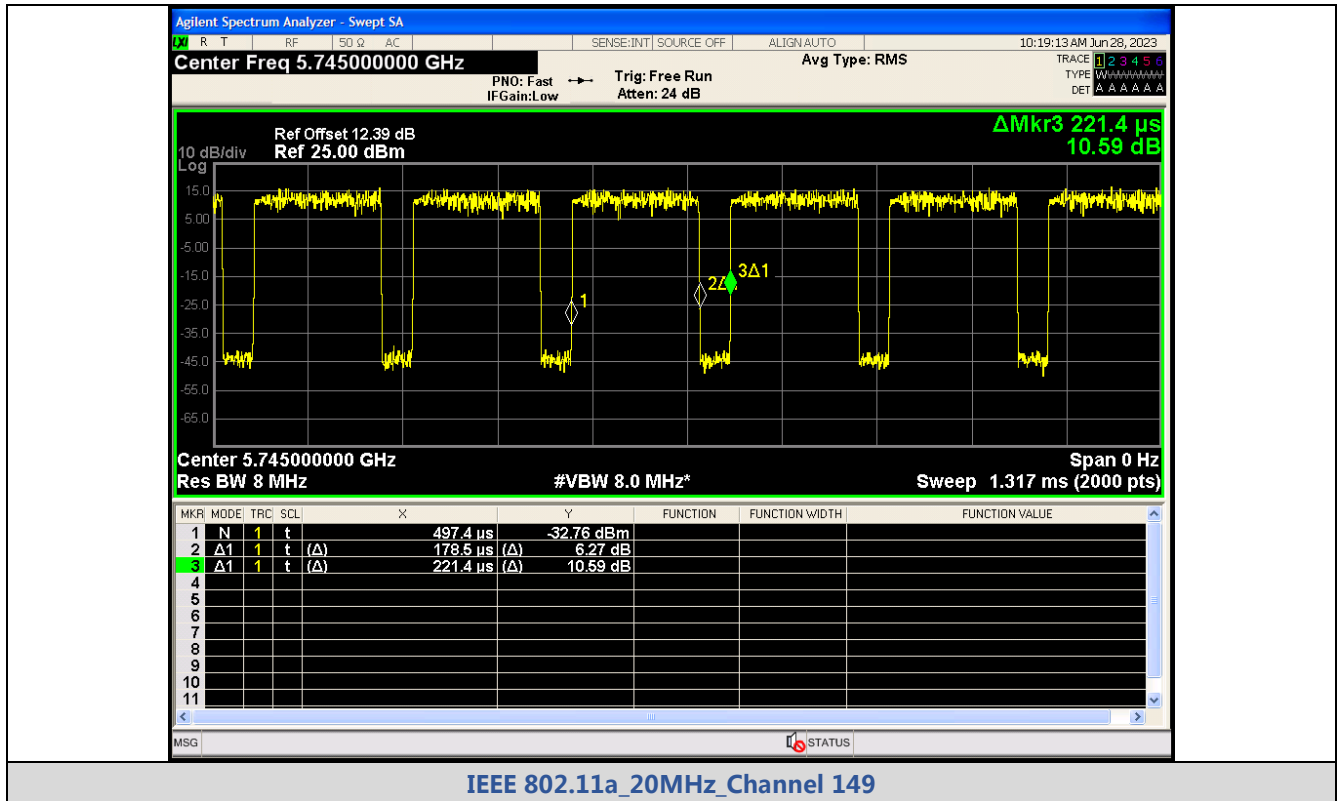 Agilent Spectrum Analyzer - Swept SA
LXI R T RF 50 Ω AC SENSE:INT SOURCE OFF ALIGN AUTO 10:19:13 AM Jun 28, 2023
Center Freq 5.745000000 GHz Avg Type: RMS TRACE 1 2 3 4 5 6
PNO: Fast Trig: Free Run TYPE WWWWWW
IFGain:Low Atten: 24 dB DET A A A A A A
ΔMkr3 221.4 µs
Ref Offset 12.39 dB
10 dB/div Ref 25.00 dBm 10.59 dB
Log
15.0
5.00
-5.00
-15.0
3Δ1
-25.0
1
-35.0
-45.0
-55.0
-65.0
Center 5.745000000 GHz Span 0 Hz
Res BW 8 MHz #VBW 8.0 MHz* Sweep 1.317 ms (2000 pts)
MKR MODE TRC SCL X Y FUNCTION FUNCTION WIDTH FUNCTION VALUE
1 N 1 t 497.4 µs -32.76 dBm
2 Δ1 1 t (Δ) 178.5 µs (Δ) 6.27 dB
3 Δ1 1 t (Δ) 221.4 µs (Δ) 10.59 dB
4
5
6
7
8
9
10
11
MSG STATUS
IEEE 802.11a_20MHz_Channel 149